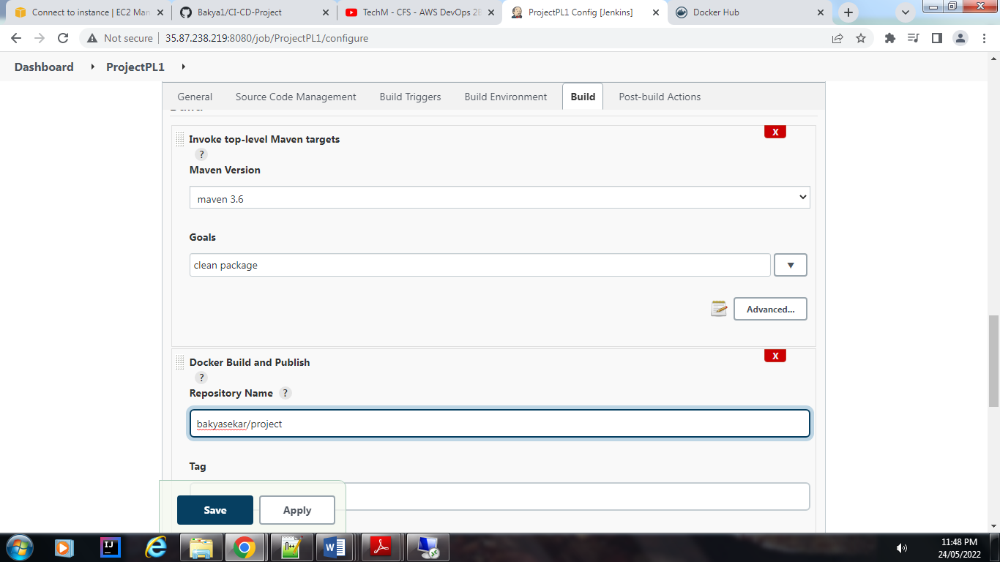 Connect to instance | EC2 Man
Bakya1/CI-CD-Project
TechM - CFS - AWS DevOps 2E
ProjectPL1 Config [Jenkins]
Docker Hub
Not secure
35.87.238.219:8080/job/ProjectPL1/configure
Dashboard
ProjectPL1
General
Source Code Management
Build Triggers
Build Environment
Build
Post-build Actions
Invoke top-level Maven targets
X
?
Maven Version
maven 3.6
Goals
clean package
Advanced...
Docker Build and Publish
X
?
Repository Name ?
bakyasekar/project
Tag
Save
Apply
11:48 PM
24/05/2022